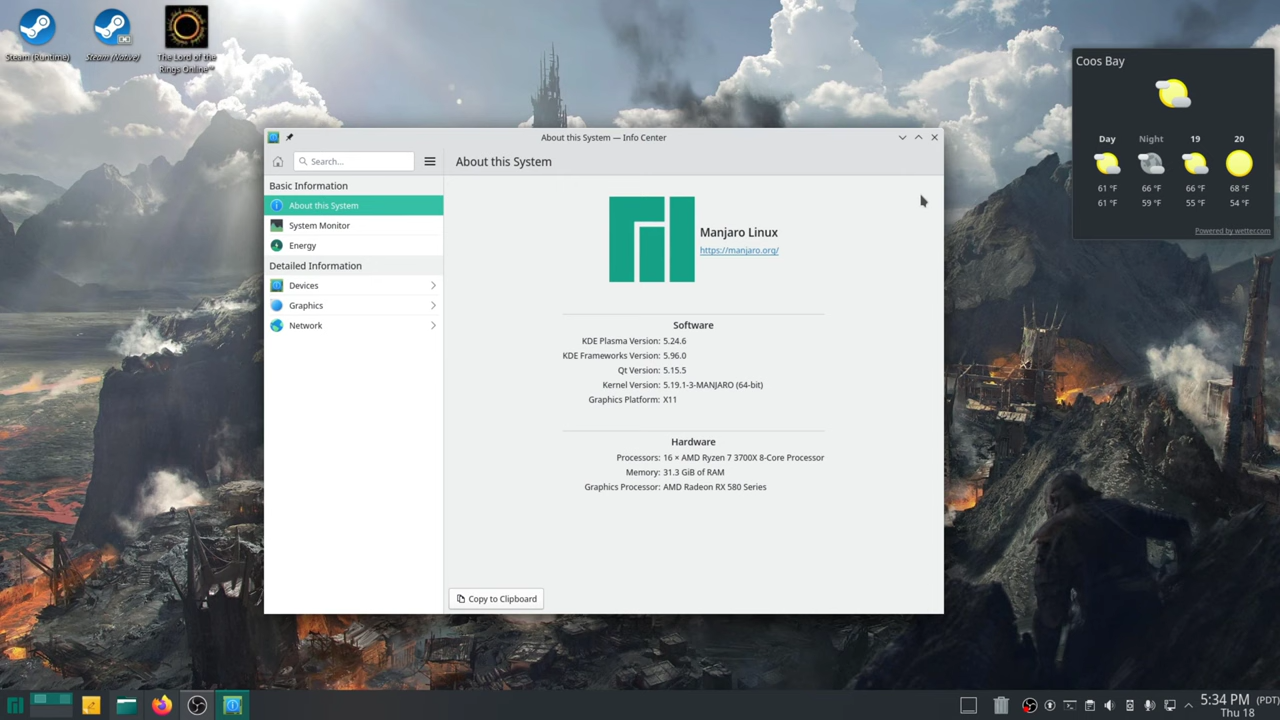 Steam (Runtime)
Steam (Native)
The Lord of the
Rings Online™
Coos Bay
Day Night 19 20
61 °F 66 °F 66 °F 68 °F
61 °F 59 °F 55 °F 54 °F
Powered by wetter.com
About this System — Info Center
Search...
About this System
Basic Information
About this System
System Monitor
Energy
Detailed Information
Devices
Graphics
Network
Manjaro Linux
https://manjaro.org/
Software
KDE Plasma Version: 5.24.6
KDE Frameworks Version: 5.96.0
Qt Version: 5.15.5
Kernel Version: 5.19.1-3-MANJARO (64-bit)
Graphics Platform: X11
Hardware
Processors: 16 × AMD Ryzen 7 3700X 8-Core Processor
Memory: 31.3 GiB of RAM
Graphics Processor: AMD Radeon RX 580 Series
Copy to Clipboard
5:34 PM (PDT)
Thu 18